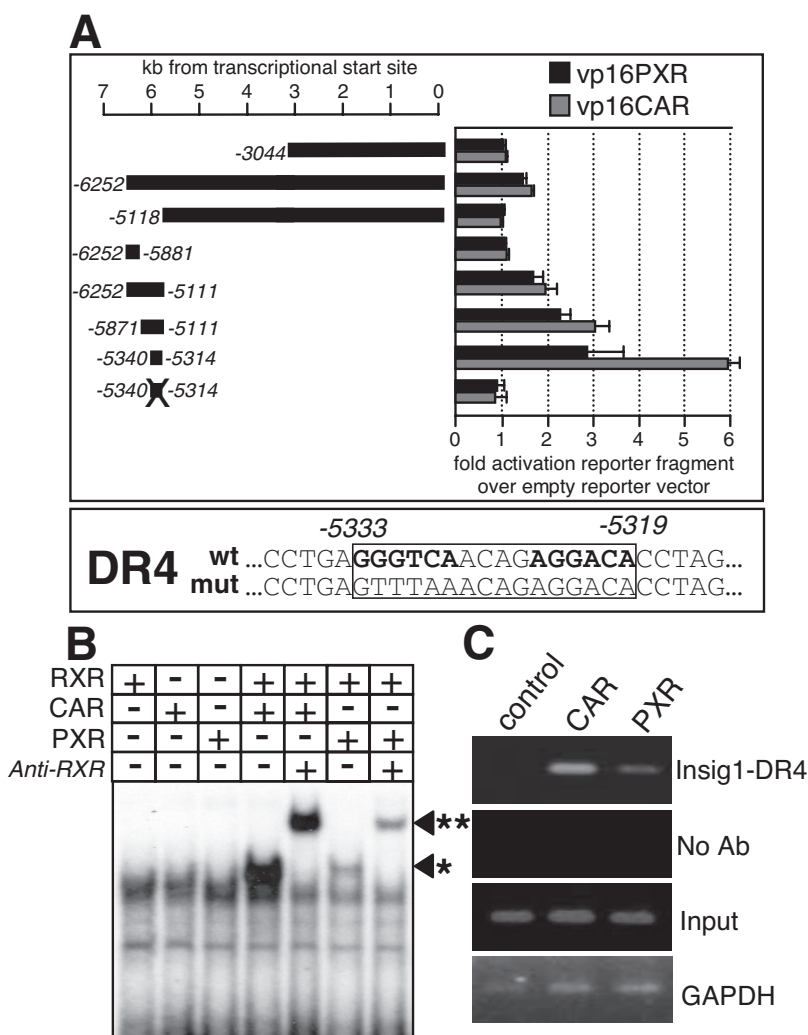 A
kb from transcriptional start site
7 6 5 4 3 2 1 0
vp16PXR
vp16CAR
-3044
-6252
-5118
-6252 -5881
-6252 -5111
-5871 -5111
-5340 -5314
-5340 X -5314
0 1 2 3 4 5 6
fold activation reporter fragment
over empty reporter vector
-5333 -5319
DR4
wt ...CCTGAGGGTCAACAGAGGACACCTAG...
mut ...CCTGAGTTTAAACAGAGGACACCTAG...
B
RXR + - - + + + +
CAR - + - + + - -
PXR - - + - - + +
Anti-RXR - - - - + - +
**
*
C
control CAR PXR
Insig1-DR4
No Ab
Input
GAPDH